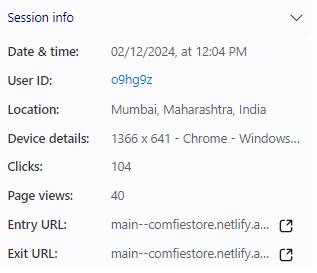 Session info
Date & time: 02/12/2024, at 12:04 PM
User ID: o9hg9z
Location: Mumbai, Maharashtra, India
Device details: 1366 x 641 - Chrome - Windows...
Clicks: 104
Page views: 40
Entry URL: main--comfiestore.netlify.a...
Exit URL: main--comfiestore.netlify.a...